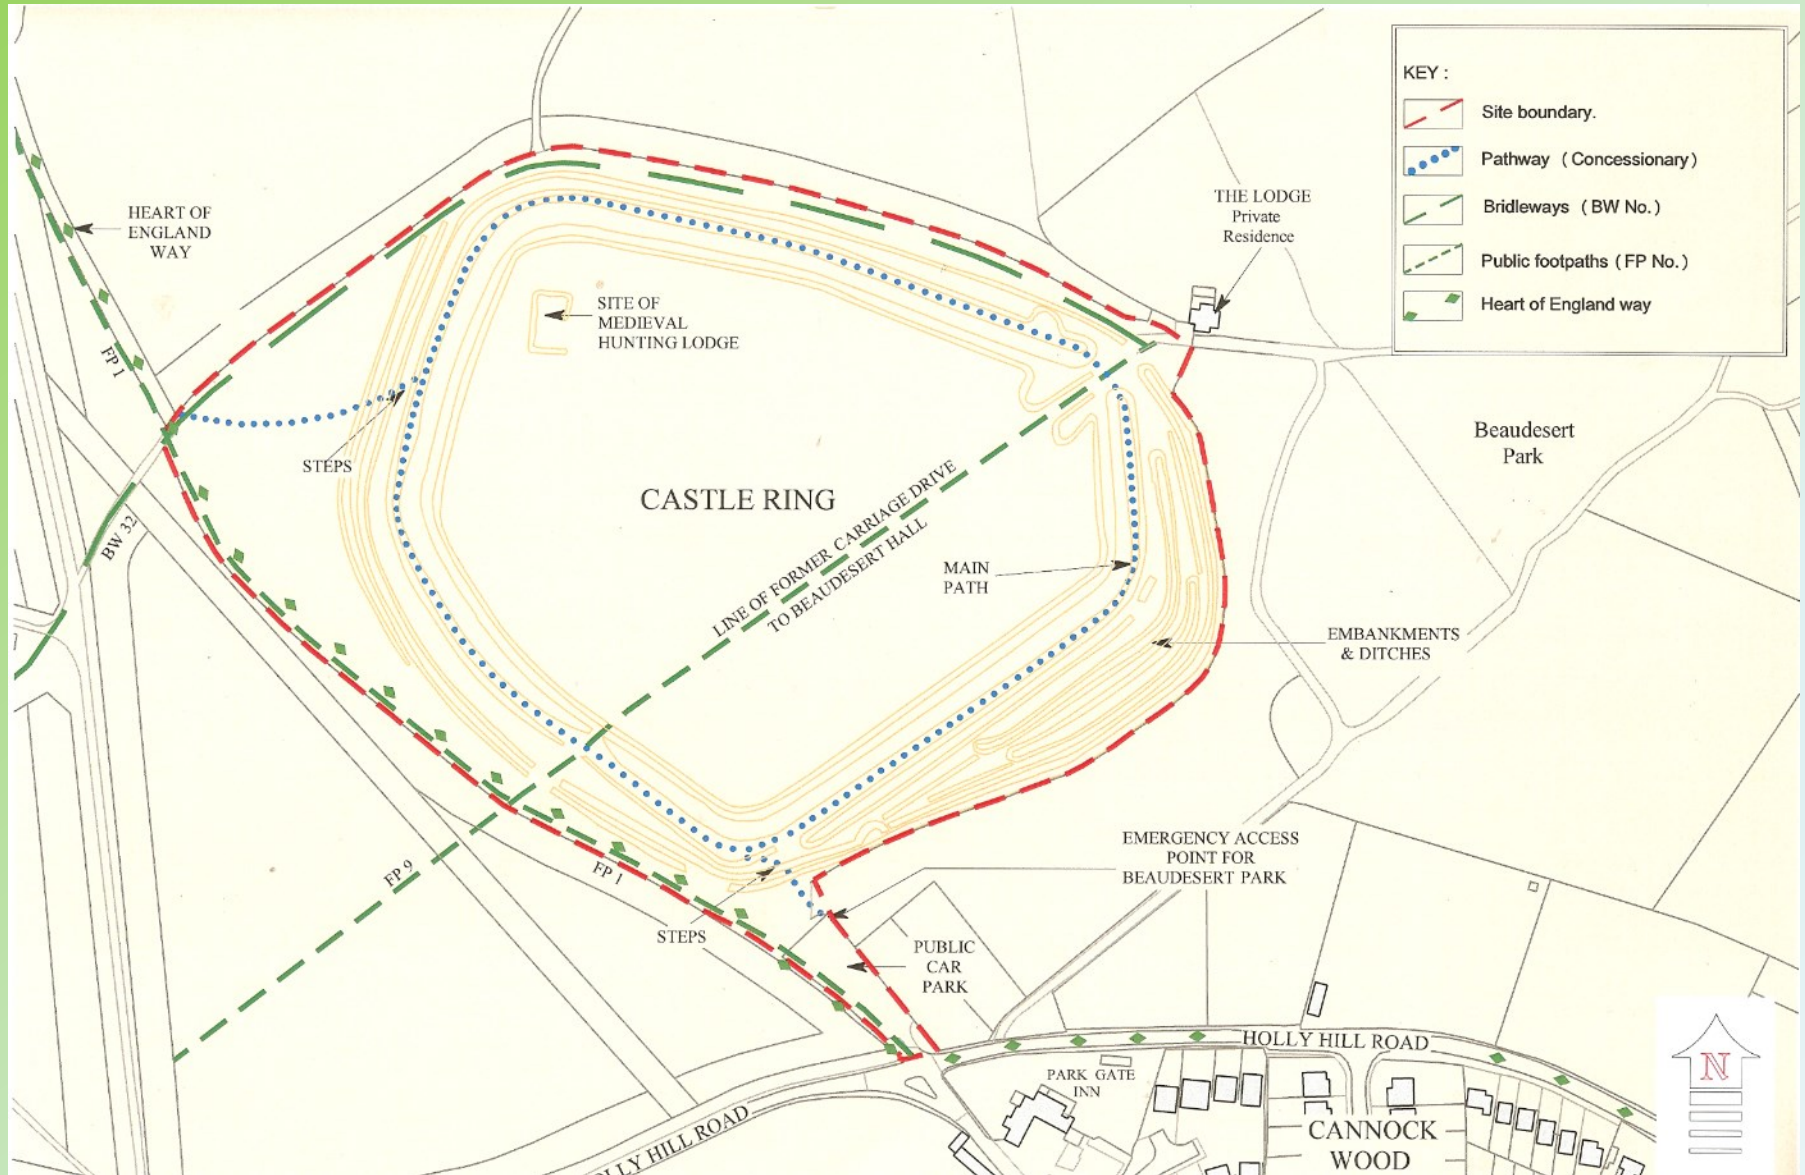 KEY :
Site boundary.
Pathway ( Concessionary )
Bridleways ( BW No. )
Public footpaths ( FP No. )
Heart of England way
HEART OF
ENGLAND
WAY
THE LODGE
Private
Residence
SITE OF
MEDIEVAL
HUNTING LODGE
FP 1
STEPS
BW 32
CASTLE RING
Beaudesert
Park
LINE OF FORMER CARRIAGE DRIVE
TO BEAUDESERT HALL
MAIN
PATH
EMBANKMENTS
& DITCHES
FP 9
FP 1
EMERGENCY ACCESS
POINT FOR
BEAUDESERT PARK
STEPS
PUBLIC
CAR
PARK
HOLLY HILL ROAD
PARK GATE
INN
OLLY HILL ROAD
CANNOCK
WOOD
N